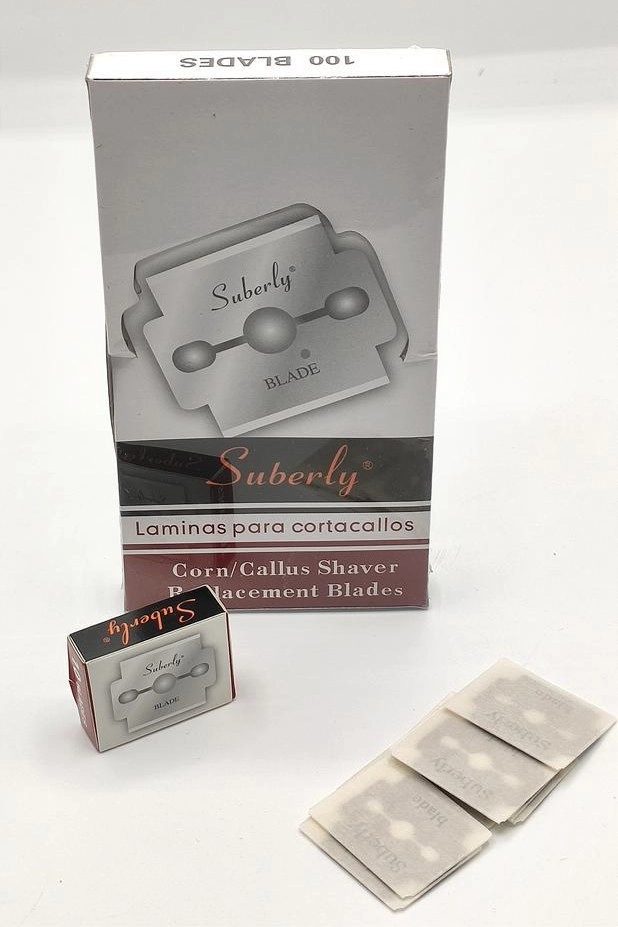 100 BLADES
Suberly®
BLADE
Suberly®
Laminas para cortacallos
Corn/Callus Shaver
Replacement Blades
Suberly®
Suberly®
BLADE
Suberly
Suberly
blade
Suberly